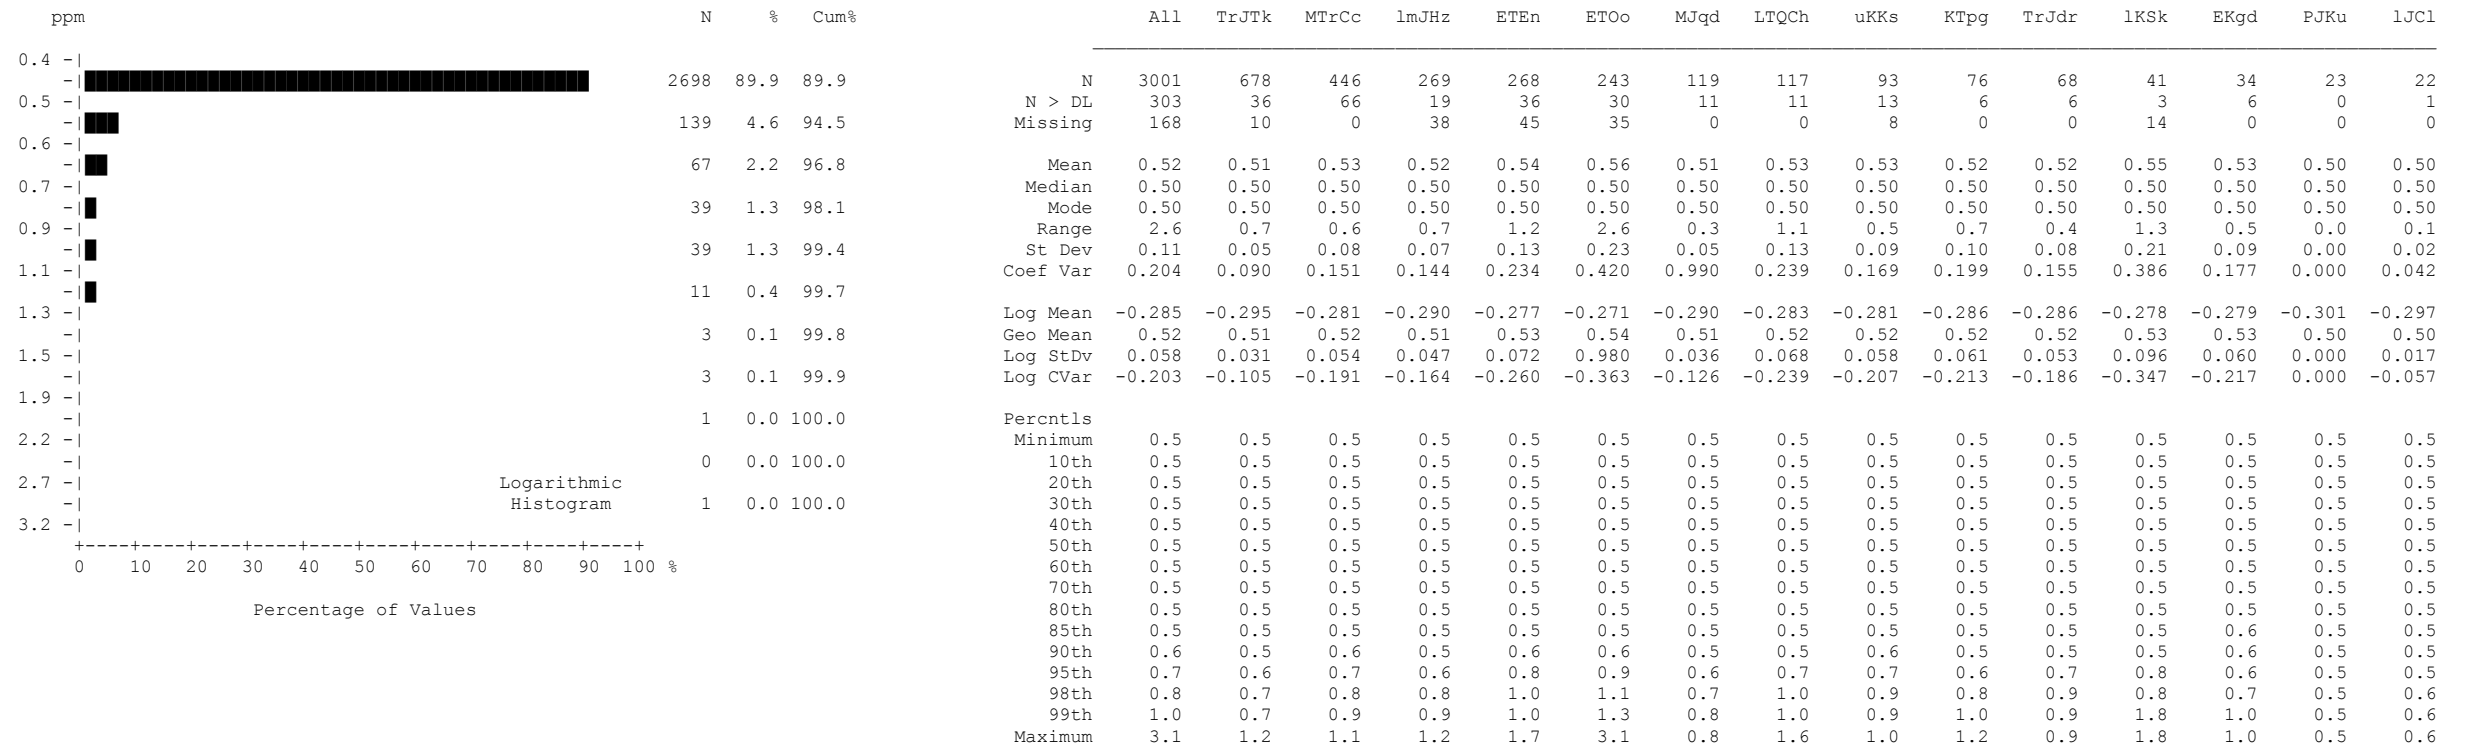 ppm N % Cum% All TrJTk MTrCc lmJHz ETEn ETOo MJqd LTQCh uKKs KTpg TrJdr lKSk EKgd PJKu lJCl
0.4 -|
-| 2698 89.9 89.9 N 3001 678 446 269 268 243 119 117 93 76 68 41 34 23 22
0.5 -| N > DL 303 36 66 19 36 30 11 11 13 6 6 3 6 0 1
-| 139 4.6 94.5 Missing 168 10 0 38 45 35 0 0 8 0 0 14 0 0 0
0.6 -|
-| 67 2.2 96.8 Mean 0.52 0.51 0.53 0.52 0.54 0.56 0.51 0.53 0.53 0.52 0.52 0.55 0.53 0.50 0.50
0.7 -| Median 0.50 0.50 0.50 0.50 0.50 0.50 0.50 0.50 0.50 0.50 0.50 0.50 0.50 0.50 0.50
-| 39 1.3 98.1 Mode 0.50 0.50 0.50 0.50 0.50 0.50 0.50 0.50 0.50 0.50 0.50 0.50 0.50 0.50 0.50
0.9 -| Range 2.6 0.7 0.6 0.7 1.2 2.6 0.3 1.1 0.5 0.7 0.4 1.3 0.5 0.0 0.1
-| 39 1.3 99.4 St Dev 0.11 0.05 0.08 0.07 0.13 0.23 0.05 0.13 0.09 0.10 0.08 0.21 0.09 0.00 0.02
1.1 -| Coef Var 0.204 0.090 0.151 0.144 0.234 0.420 0.990 0.239 0.169 0.199 0.155 0.386 0.177 0.000 0.042
-| 11 0.4 99.7
1.3 -| Log Mean -0.285 -0.295 -0.281 -0.290 -0.277 -0.271 -0.290 -0.283 -0.281 -0.286 -0.286 -0.278 -0.279 -0.301 -0.297
-| 3 0.1 99.8 Geo Mean 0.52 0.51 0.52 0.51 0.53 0.54 0.51 0.52 0.52 0.52 0.52 0.53 0.53 0.50 0.50
1.5 -| Log StDv 0.058 0.031 0.054 0.047 0.072 0.980 0.036 0.068 0.058 0.061 0.053 0.096 0.060 0.000 0.017
-| 3 0.1 99.9 Log CVar -0.203 -0.105 -0.191 -0.164 -0.260 -0.363 -0.126 -0.239 -0.207 -0.213 -0.186 -0.347 -0.217 0.000 -0.057
1.9 -|
-| 1 0.0 100.0 Percntls
2.2 -| Minimum 0.5 0.5 0.5 0.5 0.5 0.5 0.5 0.5 0.5 0.5 0.5 0.5 0.5 0.5 0.5
-| 0 0.0 100.0 10th 0.5 0.5 0.5 0.5 0.5 0.5 0.5 0.5 0.5 0.5 0.5 0.5 0.5 0.5 0.5
2.7 -| Logarithmic 20th 0.5 0.5 0.5 0.5 0.5 0.5 0.5 0.5 0.5 0.5 0.5 0.5 0.5 0.5 0.5
-| Histogram 1 0.0 100.0 30th 0.5 0.5 0.5 0.5 0.5 0.5 0.5 0.5 0.5 0.5 0.5 0.5 0.5 0.5 0.5
3.2 -| 40th 0.5 0.5 0.5 0.5 0.5 0.5 0.5 0.5 0.5 0.5 0.5 0.5 0.5 0.5 0.5
+----+----+----+----+----+----+----+----+----+----+ 50th 0.5 0.5 0.5 0.5 0.5 0.5 0.5 0.5 0.5 0.5 0.5 0.5 0.5 0.5 0.5
0 10 20 30 40 50 60 70 80 90 100 % 60th 0.5 0.5 0.5 0.5 0.5 0.5 0.5 0.5 0.5 0.5 0.5 0.5 0.5 0.5 0.5
70th 0.5 0.5 0.5 0.5 0.5 0.5 0.5 0.5 0.5 0.5 0.5 0.5 0.5 0.5 0.5
Percentage of Values 80th 0.5 0.5 0.5 0.5 0.5 0.5 0.5 0.5 0.5 0.5 0.5 0.5 0.5 0.5 0.5
85th 0.5 0.5 0.5 0.5 0.5 0.5 0.5 0.5 0.5 0.5 0.5 0.5 0.6 0.5 0.5
90th 0.6 0.5 0.6 0.5 0.6 0.6 0.5 0.5 0.6 0.5 0.5 0.5 0.6 0.5 0.5
95th 0.7 0.6 0.7 0.6 0.8 0.9 0.6 0.7 0.7 0.6 0.7 0.8 0.6 0.5 0.5
98th 0.8 0.7 0.8 0.8 1.0 1.1 0.7 1.0 0.9 0.8 0.9 0.8 0.7 0.5 0.6
99th 1.0 0.7 0.9 0.9 1.0 1.3 0.8 1.0 0.9 1.0 0.9 1.8 1.0 0.5 0.6
Maximum 3.1 1.2 1.1 1.2 1.7 3.1 0.8 1.6 1.0 1.2 0.9 1.8 1.0 0.5 0.6